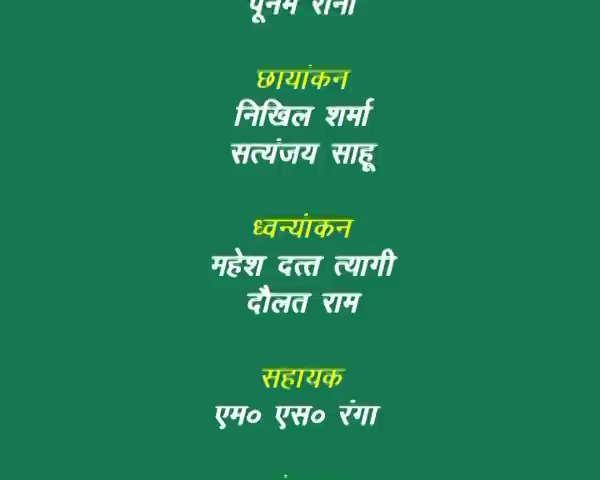 पूनम रानी
छायांकन
निखिल शर्मा
सत्यंजय साहू
ध्वन्यांकन
महेश दत्त त्यागी
दौलत राम
सहायक
एम० एस० रंगा